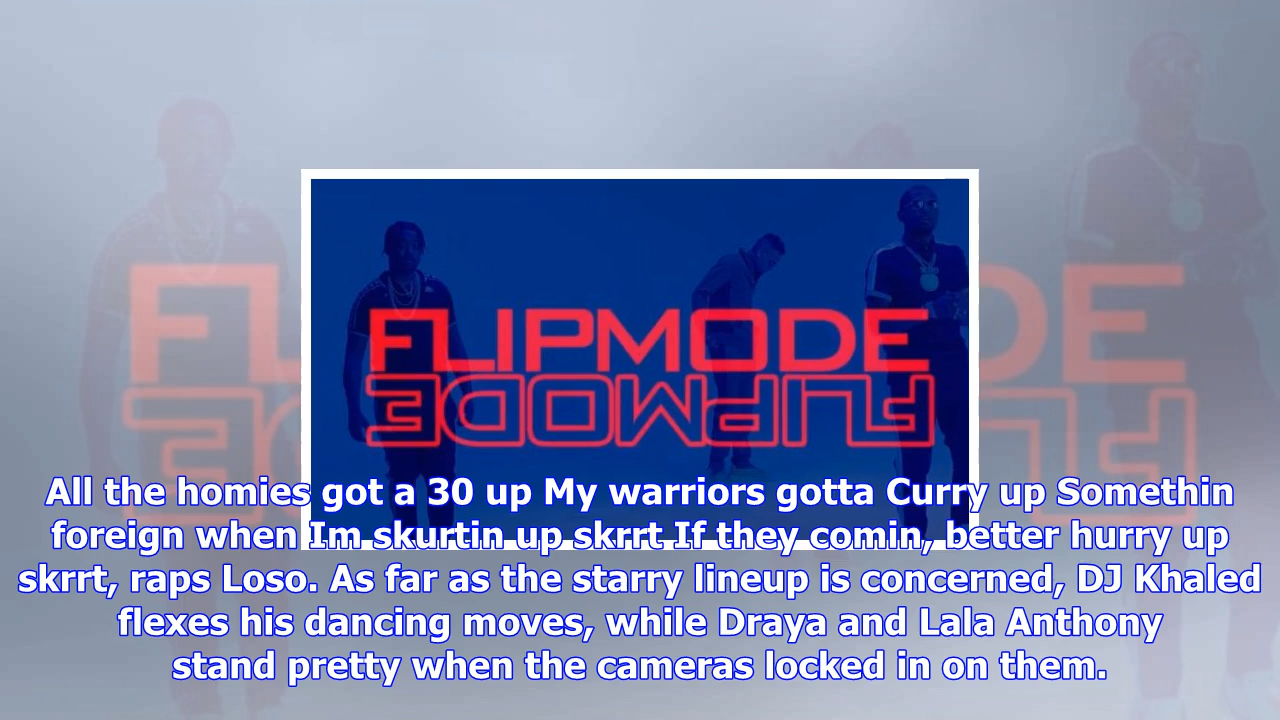 FLIPMODE
FLIPMODE
All the homies got a 30 up My warriors gotta Curry up Somethin
foreign when Im skurtin up skrrt If they comin, better hurry up
skrrt, raps Loso. As far as the starry lineup is concerned, DJ Khaled
flexes his dancing moves, while Draya and Lala Anthony
stand pretty when the cameras locked in on them.